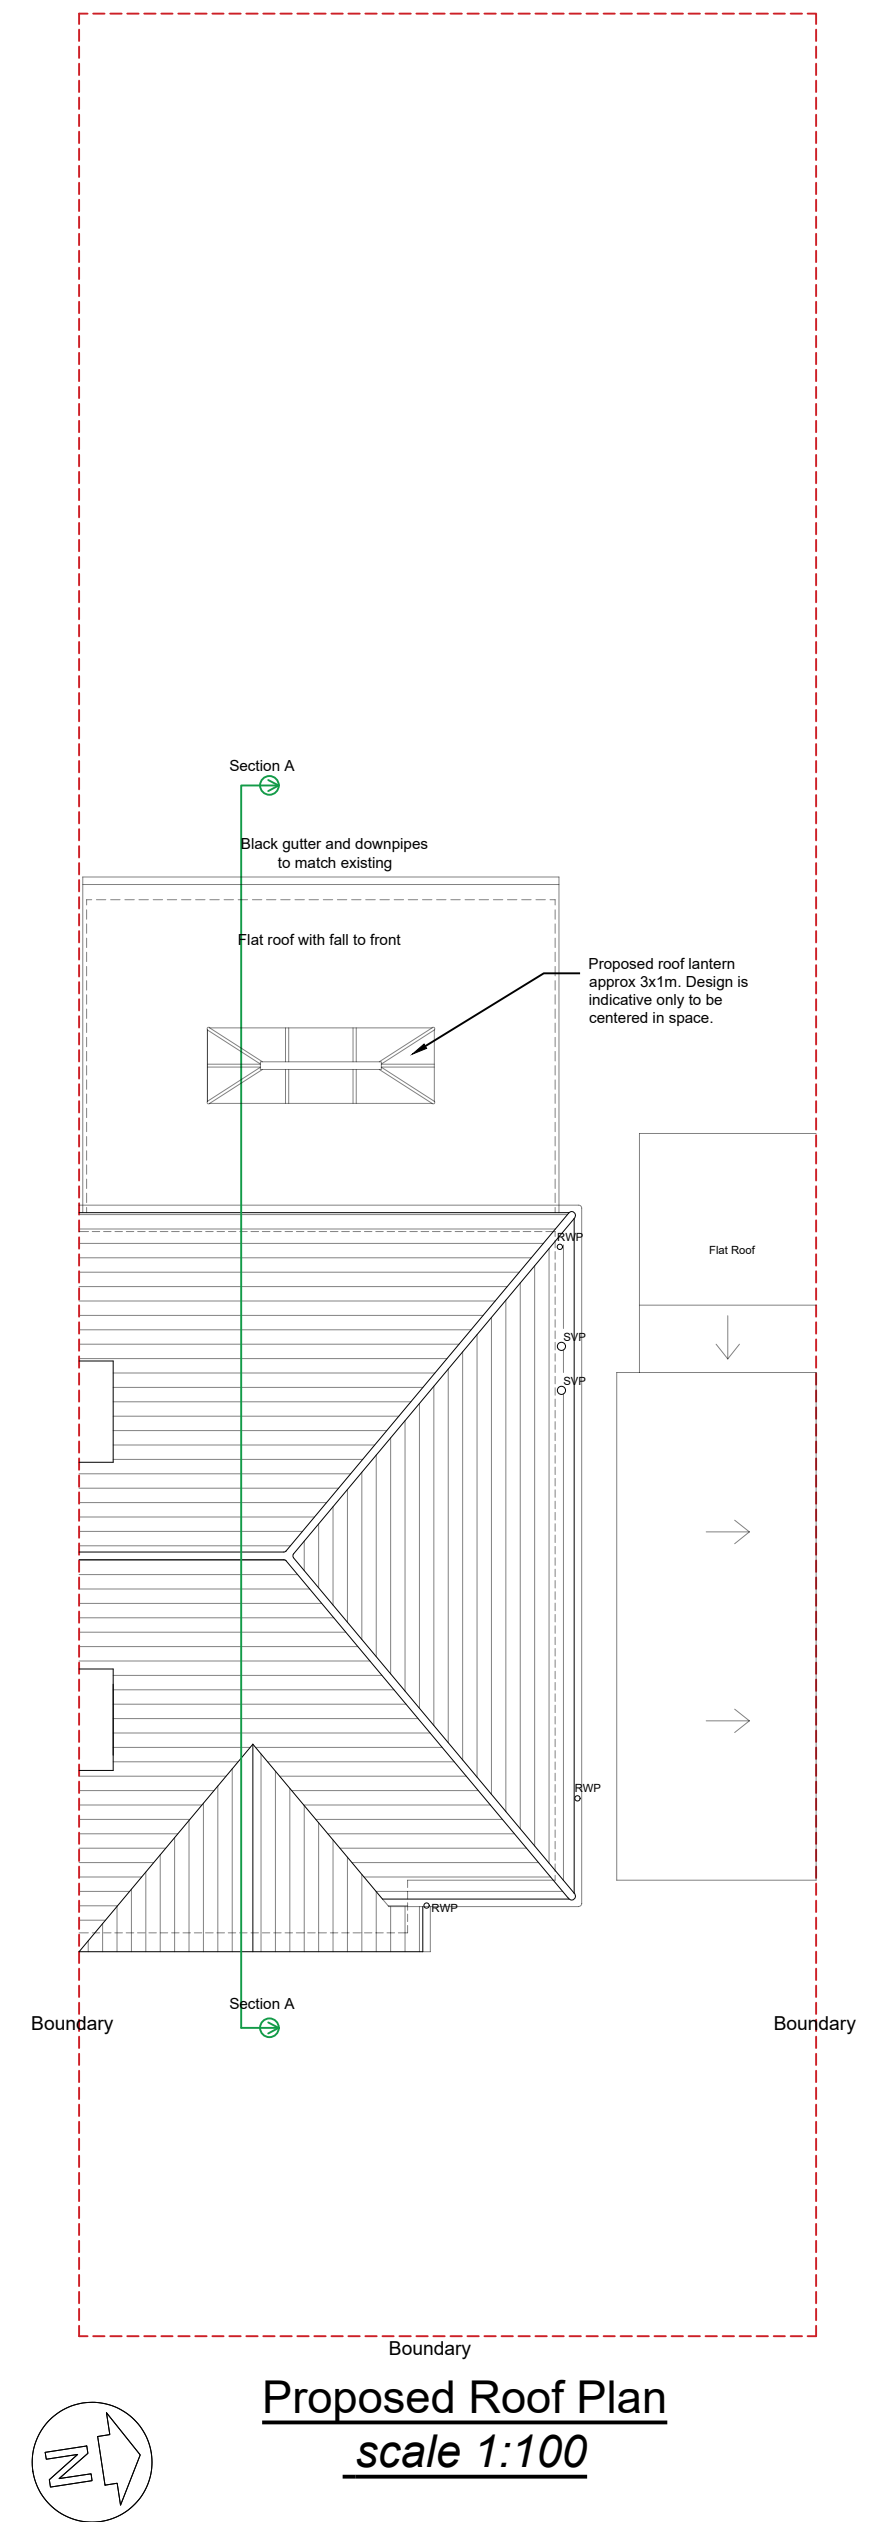 Section A
Black gutter and downpipes
to match existing
Flat roof with fall to front
Proposed roof lantern
approx 3x1m. Design is
indicative only to be
centered in space.
RWP
Flat Roof
SVP
SVP
RWP
RWP
Section A
Boundary
Boundary
Boundary
Proposed Roof Plan
scale 1:100
N